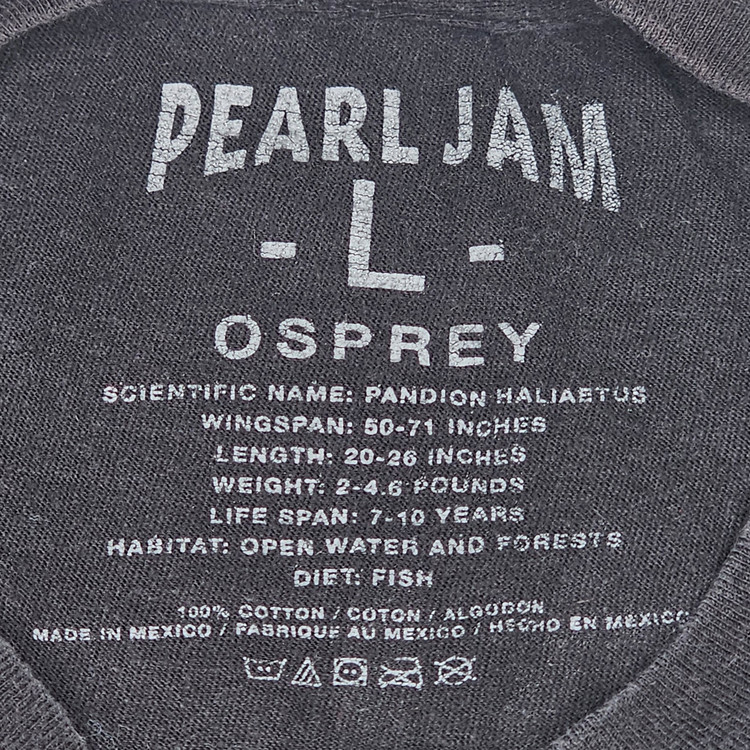 PEARL JAM
- L -
OSPREY
SCIENTIFIC NAME: PANDION HALIAETUS
WINGSPAN: 50-71 INCHES
LENGTH: 20-26 INCHES
WEIGHT: 2-4.6 POUNDS
LIFE SPAN: 7-10 YEARS
HABITAT: OPEN WATER AND FORESTS
DIET: FISH
100% COTTON / COTON / ALGODON
MADE IN MEXICO / FABRIQUE AU MEXICO / HECHO EN MEXICO